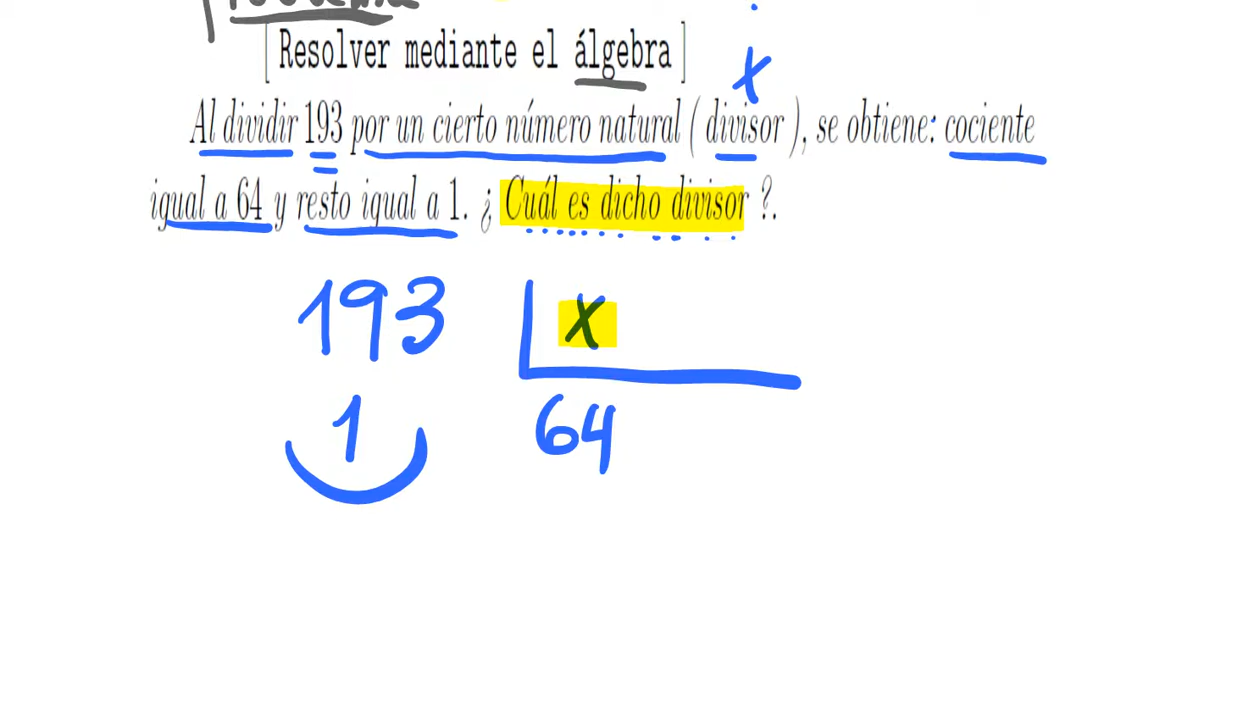 [ Resolver mediante el álgebra ]
x
Al dividir 193 por un cierto número natural ( divisor ), se obtiene: cociente
igual a 64 y resto igual a 1. ¿ Cuál es dicho divisor ?.
193 x
1 64